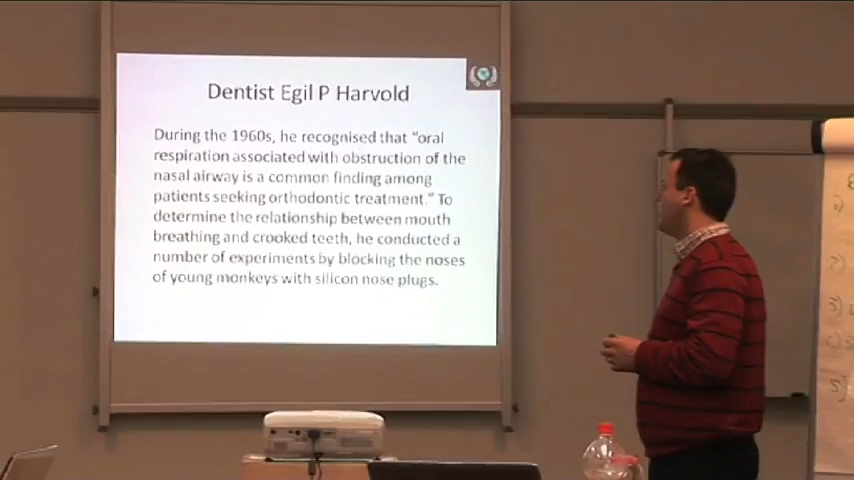 Dentist Egil P Harvold
During the 1960s, he recognised that "oral
respiration associated with obstruction of the
nasal airway is a common finding among
patients seeking orthodontic treatment." To
determine the relationship between mouth
breathing and crooked teeth, he conducted a
number of experiments by blocking the noses
of young monkeys with silicon nose plugs.